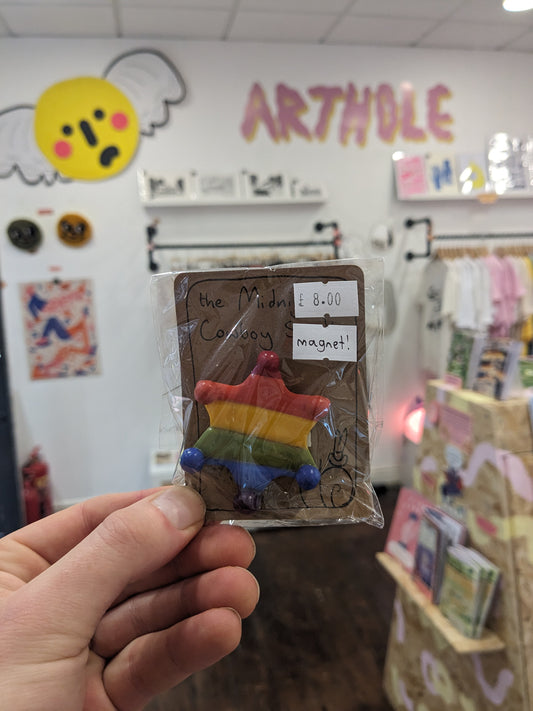 ARTHOLE
the Midni
£ 8.00
Cowboy S
magnet!